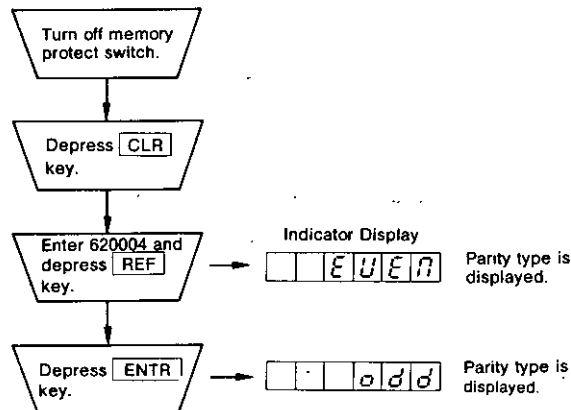 Turn off memory
protect switch.
Depress CLR
key.
Enter 620004 and
depress REF
key.
Indicator Display
EVEN
Parity type is
displayed.
Depress ENTR
key.
odd
Parity type is
displayed.